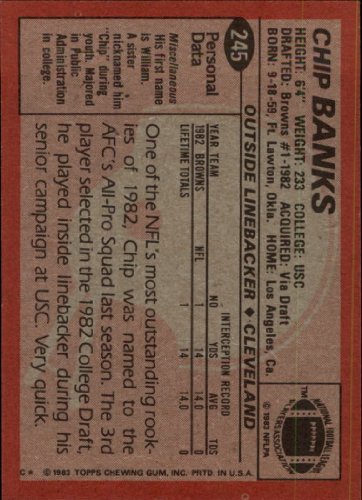 CHIP BANKS
HEIGHT: 6'4" WEIGHT: 233 COLLEGE: USC
DRAFTED: Browns #1-1982 ACQUIRED: Via Draft
BORN: 9-18-59, Ft. Lawton, Okla. HOME: Los Angeles, Ca.
245
OUTSIDE LINEBACKER ♦ CLEVELAND
Personal
Data
Miscellaneous
His first name
is William.
A sister
nicknamed him
"Chip" during
youth. Majored
in Public
Administration
in college.
INTERCEPTION RECORD
YEAR TEAM NO YDS AVG TDS
1982 BROWNS NFL 1 14 14.0 0
LIFETIME TOTALS 1 14 14.0 0
One of the NFL's most outstanding rook-
ies of 1982, Chip was named to the
AFC's All-Pro Squad last season. The 3rd
player selected in the 1982 College Draft,
he played inside linebacker during his
senior campaign at USC. Very quick.
NATIONAL FOOTBALL LEAGUE
PLAYERS ASSOCIATION
TM
©1983 NFLPA
C* ©1983 TOPPS CHEWING GUM, INC. PRTD. IN U.S.A.